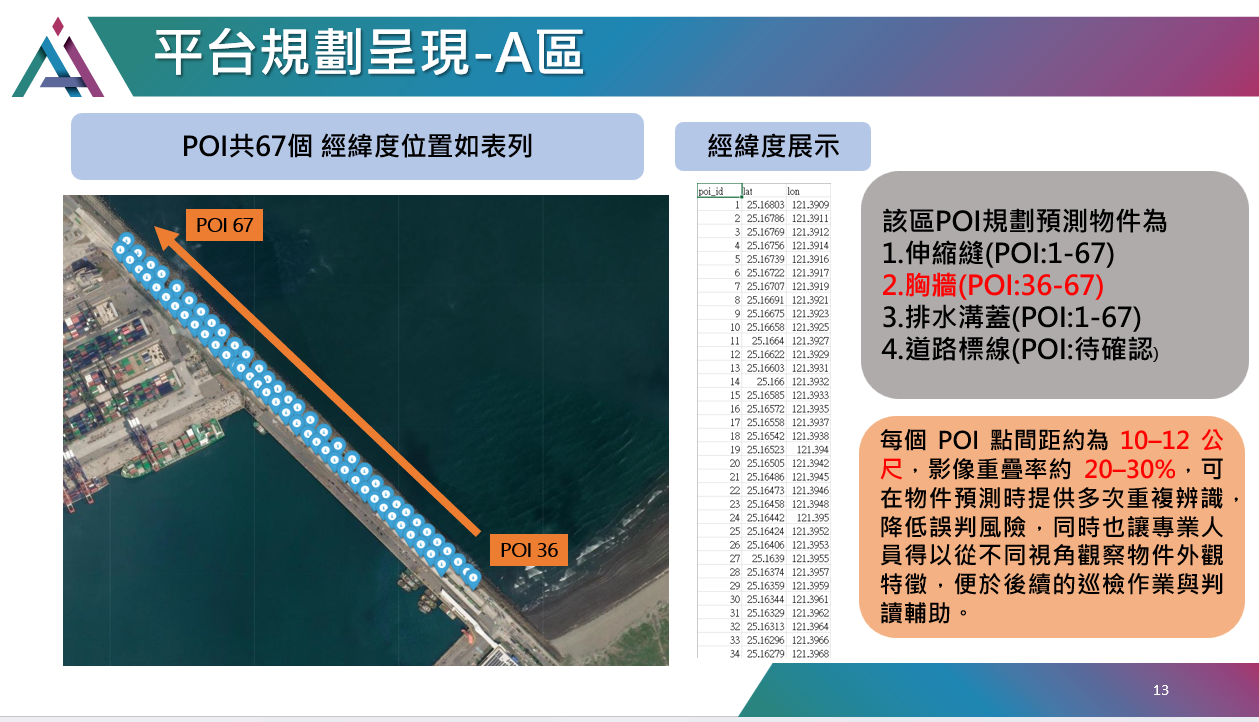 平台規劃呈現-A區
POI共67個 經緯度位置如表列
經緯度展示
POI 67
POI 36
poi_id lat lon
1 25.16803 121.3909
2 25.16786 121.3911
3 25.16769 121.3912
4 25.16756 121.3914
5 25.16739 121.3916
6 25.16722 121.3917
7 25.16707 121.3919
8 25.16691 121.3921
9 25.16675 121.3923
10 25.16658 121.3925
11 25.1664 121.3927
12 25.16622 121.3929
13 25.16603 121.3931
14 25.166 121.3932
15 25.16585 121.3933
16 25.16572 121.3935
17 25.16558 121.3937
18 25.16542 121.3938
19 25.16523 121.394
20 25.16505 121.3942
21 25.16486 121.3945
22 25.16473 121.3946
23 25.16458 121.3948
24 25.16442 121.395
25 25.16424 121.3952
26 25.16406 121.3953
27 25.1639 121.3955
28 25.16374 121.3957
29 25.16359 121.3959
30 25.16344 121.3961
31 25.16329 121.3962
32 25.16313 121.3964
33 25.16296 121.3966
34 25.16279 121.3968
該區POI規劃預測物件為
1.伸縮縫(POI:1-67)
2.胸牆(POI:36-67)
3.排水溝蓋(POI:1-67)
4.道路標線(POI:待確認)
每個 POI 點間距約為 10–12 公
尺，影像重疊率約 20–30%，可
在物件預測時提供多次重複辨識，
降低誤判風險，同時也讓專業人
員得以從不同視角觀察物件外觀
特徵，便於後續的巡檢作業與判
讀輔助。
13